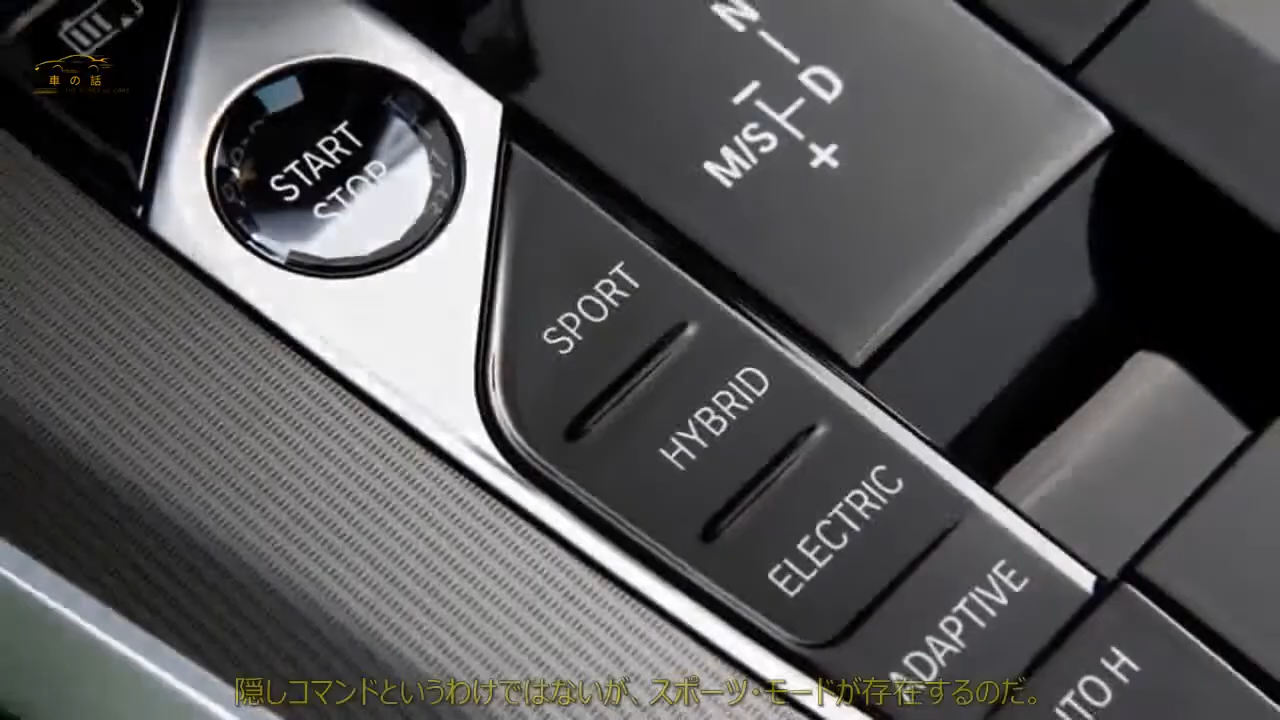 車の話
START
STOP
N
D
M/S
+
SPORT
HYBRID
ELECTRIC
ADAPTIVE
TO H
隠しコマンドというわけではないが、スポーツ・モードが存在するのだ。